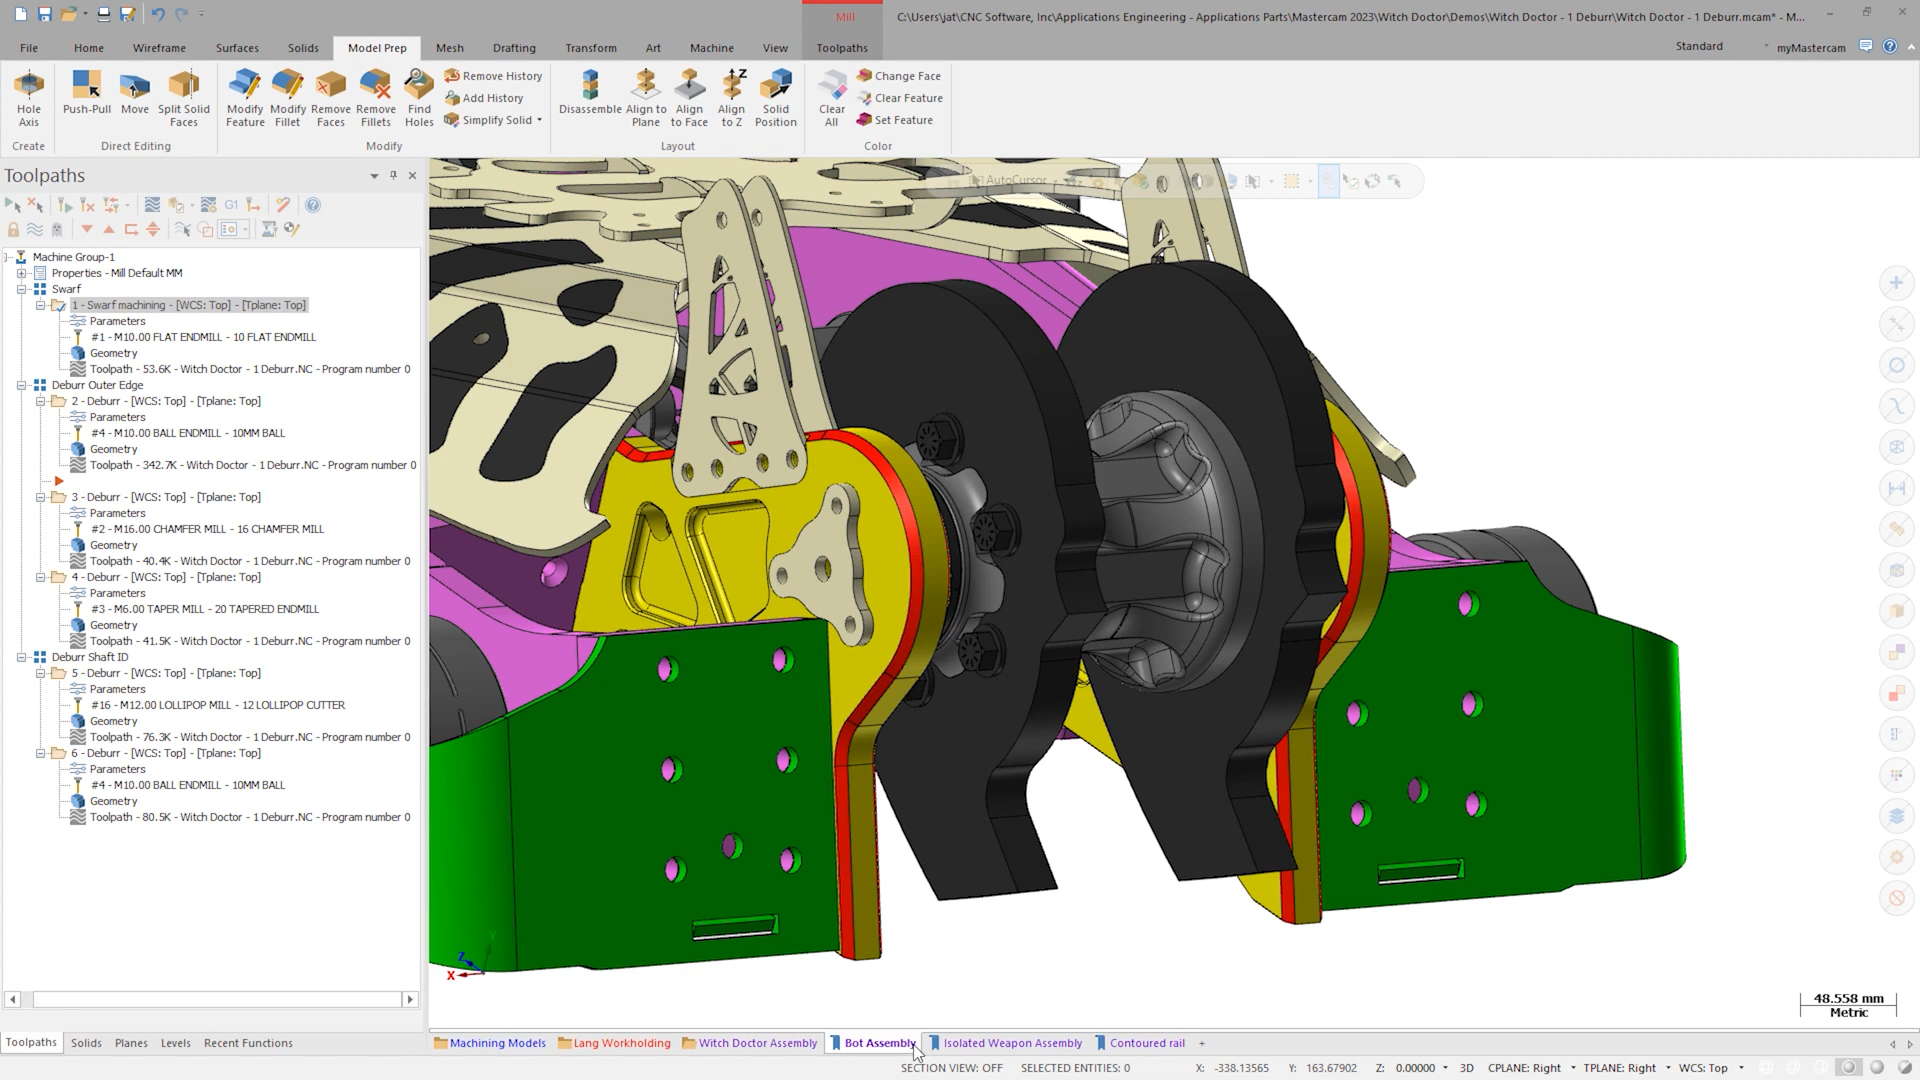 Mill
C:\Users\jat\CNC Software, Inc\Applications Engineering - Applications Parts\Mastercam 2023\Witch Doctor\Demos\Witch Doctor - 1 Deburr\Witch Doctor - 1 Deburr.mcam* - M...
File Home Wireframe Surfaces Solids Model Prep Mesh Drafting Transform Art Machine View Toolpaths
Standard myMastercam
Hole Axis
Push-Pull
Move
Split Solid Faces
Modify Feature
Modify Fillet
Remove Faces
Remove Fillets
Find Holes
Remove History
Add History
Simplify Solid
Disassemble
Align to Plane
Align to Face
Align to Z
Solid Position
Clear All
Change Face
Clear Feature
Set Feature
Create Direct Editing Modify Layout Color
Toolpaths
AutoCursor
G1
Machine Group-1
Properties - Mill Default MM
Swarf
1 - Swarf machining - [WCS: Top] - [Tplane: Top]
Parameters
#1 - M10.00 FLAT ENDMILL - 10 FLAT ENDMILL
Geometry
Toolpath - 53.6K - Witch Doctor - 1 Deburr.NC - Program number 0
Deburr Outer Edge
2 - Deburr - [WCS: Top] - [Tplane: Top]
Parameters
#4 - M10.00 BALL ENDMILL - 10MM BALL
Geometry
Toolpath - 342.7K - Witch Doctor - 1 Deburr.NC - Program number 0
3 - Deburr - [WCS: Top] - [Tplane: Top]
Parameters
#2 - M16.00 CHAMFER MILL - 16 CHAMFER MILL
Geometry
Toolpath - 40.4K - Witch Doctor - 1 Deburr.NC - Program number 0
4 - Deburr - [WCS: Top] - [Tplane: Top]
Parameters
#3 - M6.00 TAPER MILL - 20 TAPERED ENDMILL
Geometry
Toolpath - 41.5K - Witch Doctor - 1 Deburr.NC - Program number 0
Deburr Shaft ID
5 - Deburr - [WCS: Top] - [Tplane: Top]
Parameters
#16 - M12.00 LOLLIPOP MILL - 12 LOLLIPOP CUTTER
Geometry
Toolpath - 76.3K - Witch Doctor - 1 Deburr.NC - Program number 0
6 - Deburr - [WCS: Top] - [Tplane: Top]
Parameters
#4 - M10.00 BALL ENDMILL - 10MM BALL
Geometry
Toolpath - 80.5K - Witch Doctor - 1 Deburr.NC - Program number 0
Y
Z
X
48.558 mm
Metric
Toolpaths Solids Planes Levels Recent Functions
Machining Models Lang Workholding Witch Doctor Assembly Bot Assembly Isolated Weapon Assembly Contoured rail +
SECTION VIEW: OFF SELECTED ENTITIES: 0 X: -338.13565 Y: 163.67902 Z: 0.00000 3D CPLANE: Right TPLANE: Right WCS: Top